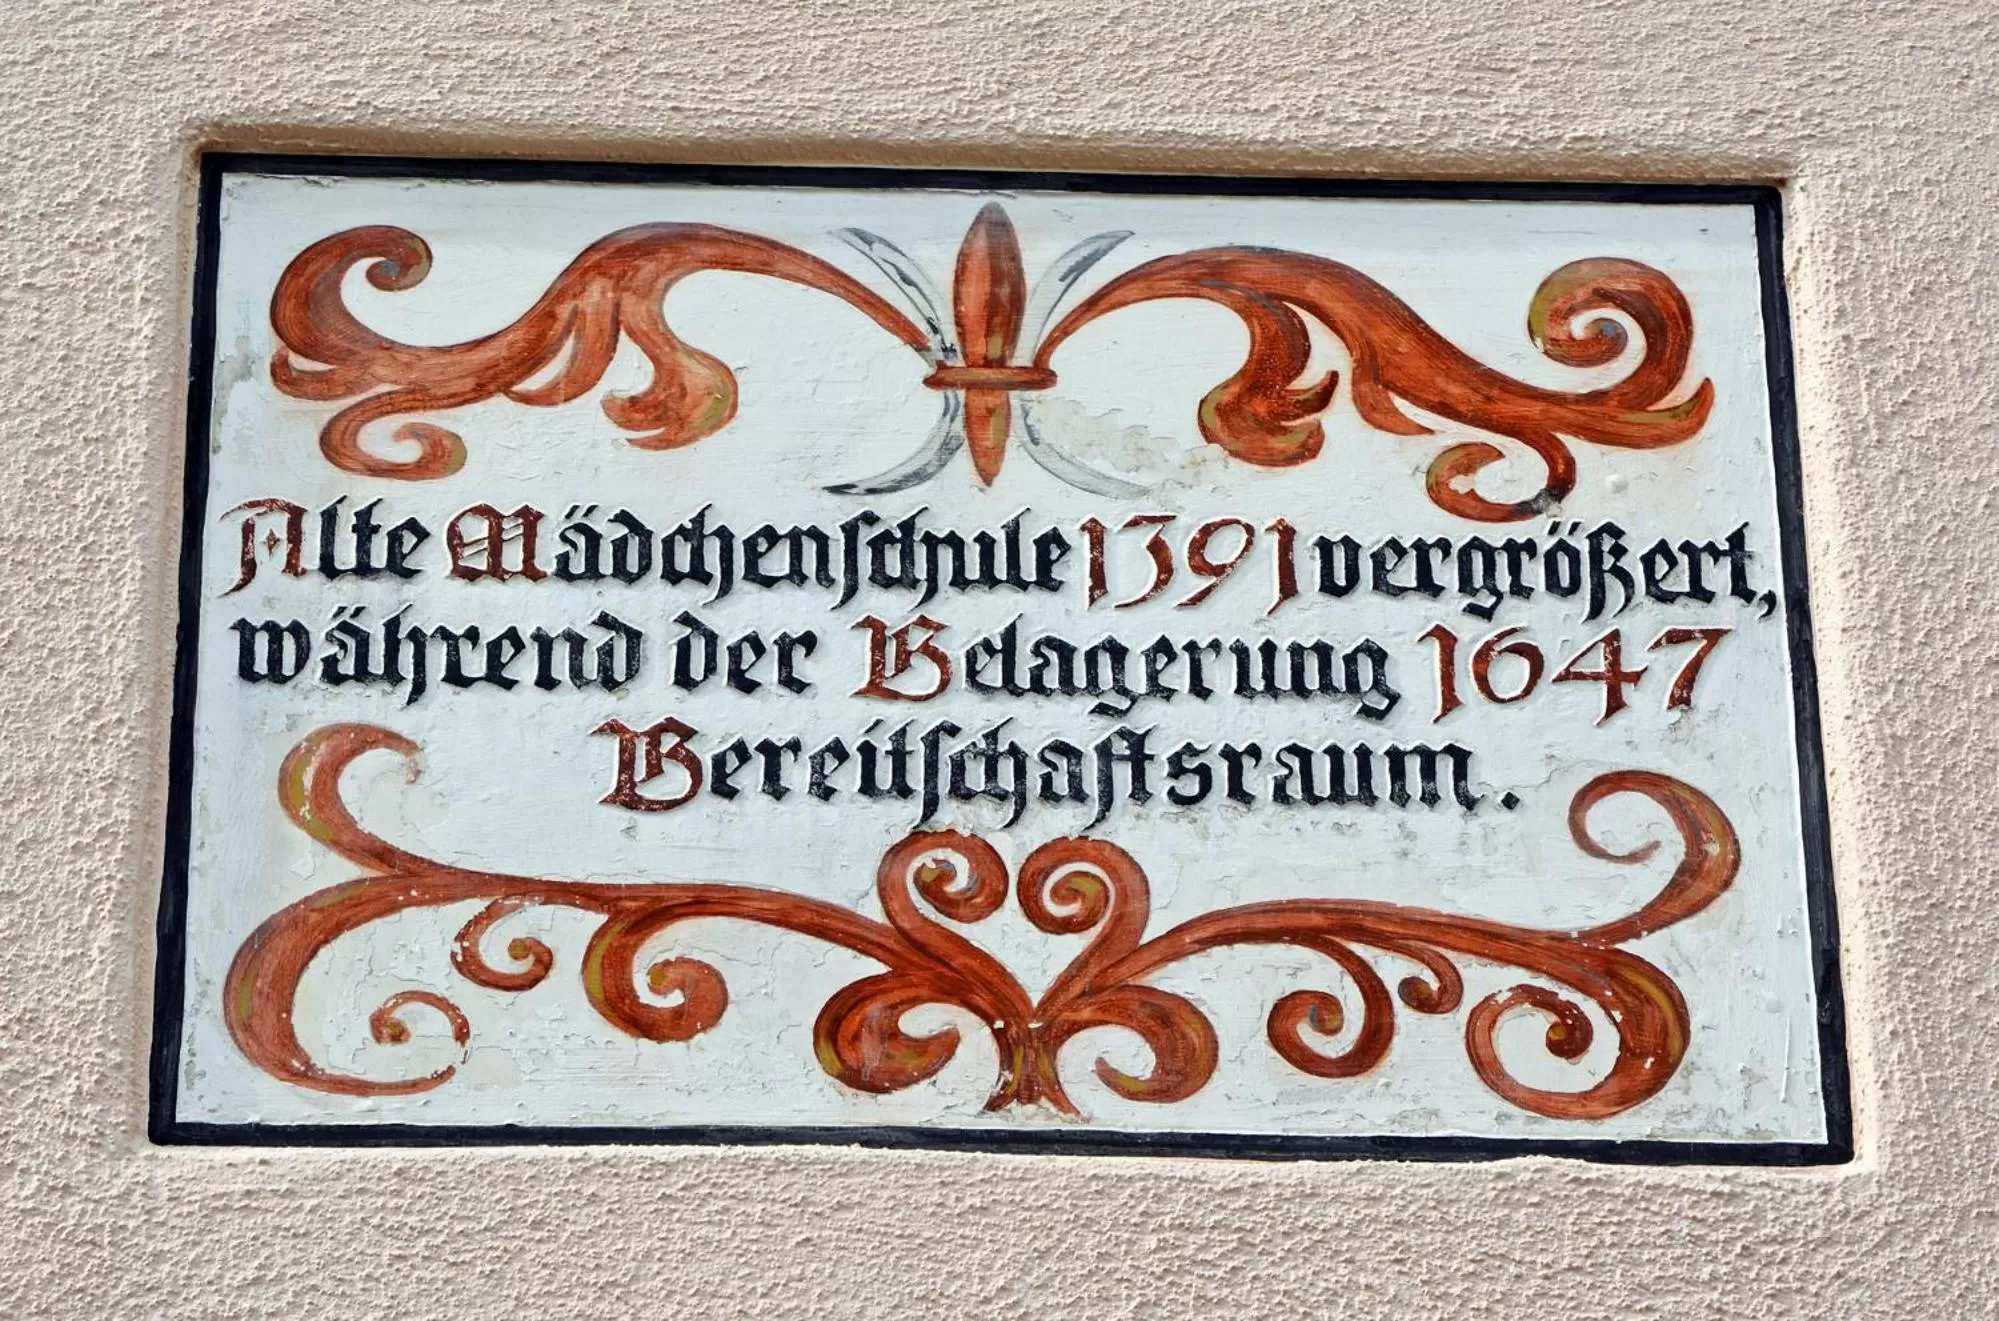 Alte Mädchenschule 1391 vergrößert,
während der Belagerung 1647
Bereitschaftsraum.